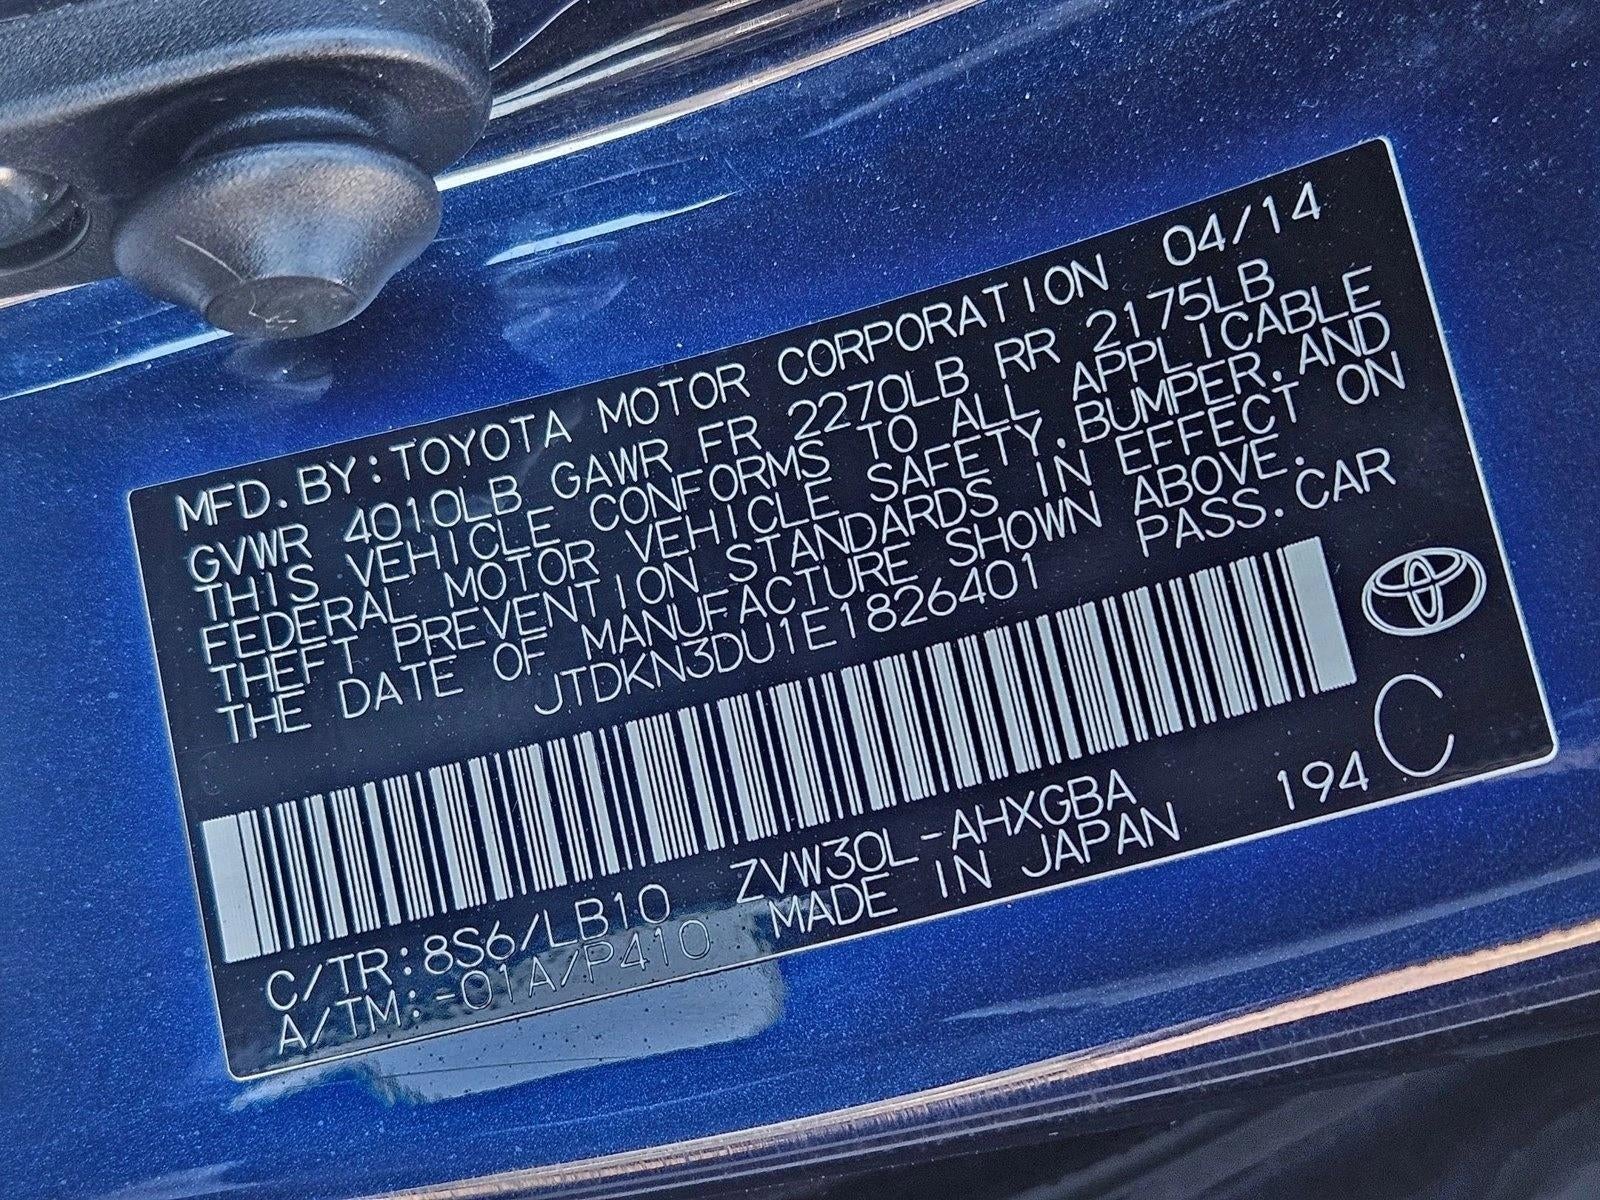 MFD. BY: TOYOTA MOTOR CORPORATION 04/14
GVWR 4010LB GAWR FR 2270LB RR 2175LB
THIS VEHICLE CONFORMS TO ALL APPLICABLE
FEDERAL MOTOR VEHICLE SAFETY, BUMPER, AND
THEFT PREVENTION STANDARDS IN EFFECT ON
THE DATE OF MANUFACTURE SHOWN ABOVE.
JTDKN3DU1E1826401 PASS. CAR
C/TR: 8S6/LB10 ZVW30L-AHXGBA 194 C
A/TM: -01A/P410 MADE IN JAPAN